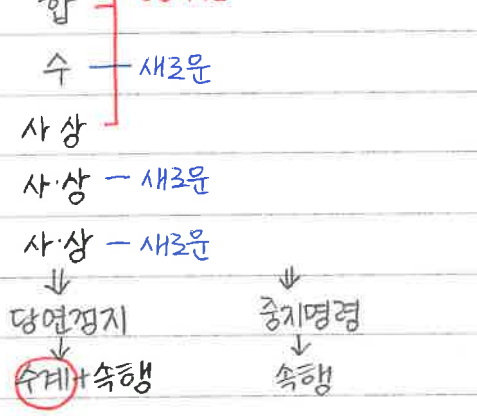 합
수 — 새로운
사상
사·상 — 새로운
사·상 — 새로운
⇓ ⇓
당연정지 중지명령
↓ ↓
수계+속행 속행